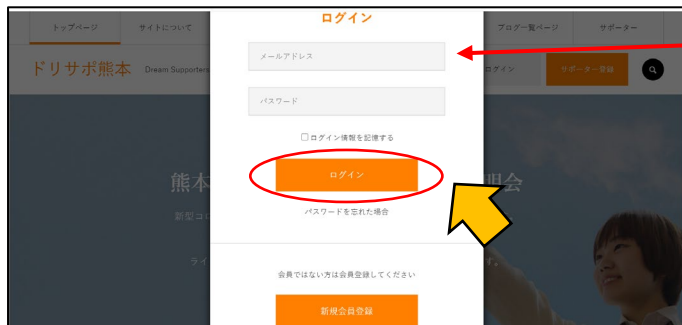 トップページ
サイトについて
ブログ一覧ページ
サポーター
ドリサポ熊本 Dream Supporters
ログイン
サポーター登録
ログイン
メールアドレス
パスワード
ログイン情報を記憶する
ログイン
パスワードを忘れた場合
会員ではない方は会員登録してください
新規会員登録
熊本
明会
新型コロ
ライ
す。